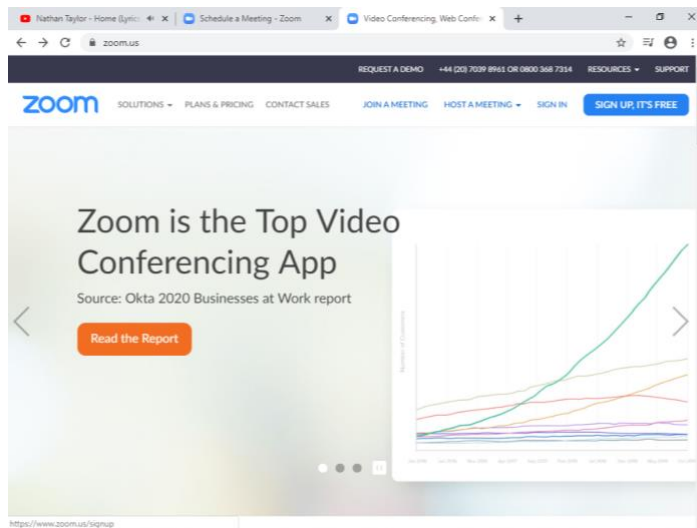 Nathan Taylor - Home (Lyric
Schedule a Meeting - Zoom
Video Conferencing, Web Confe
zoom.us
REQUEST A DEMO +44 (20) 7039 8961 OR 0800 368 7314 RESOURCES SUPPORT
zoom SOLUTIONS PLANS & PRICING CONTACT SALES JOIN A MEETING HOST A MEETING SIGN IN SIGN UP, IT'S FREE
Zoom is the Top Video
Conferencing App
Source: Okta 2020 Businesses at Work report
Read the Report
Number of Customers
https://www.zoom.us/signup